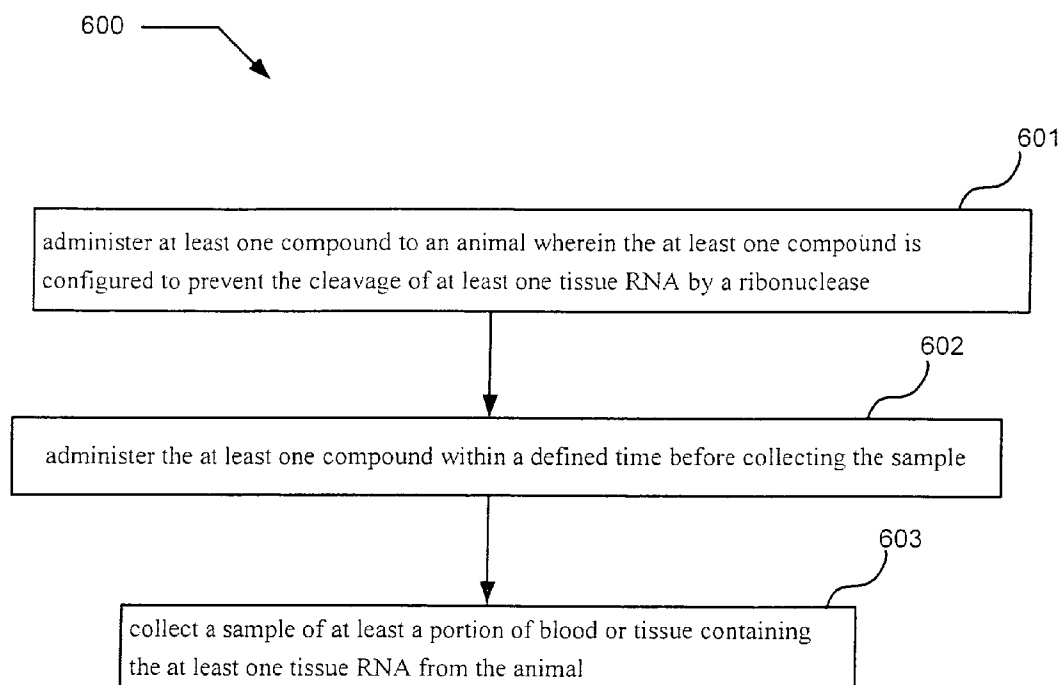 600
601
administer at least one compound to an animal wherein the at least one compound is
configured to prevent the cleavage of at least one tissue RNA by a ribonuclease
602
administer the at least one compound within a defined time before collecting the sample
603
collect a sample of at least a portion of blood or tissue containing
the at least one tissue RNA from the animal